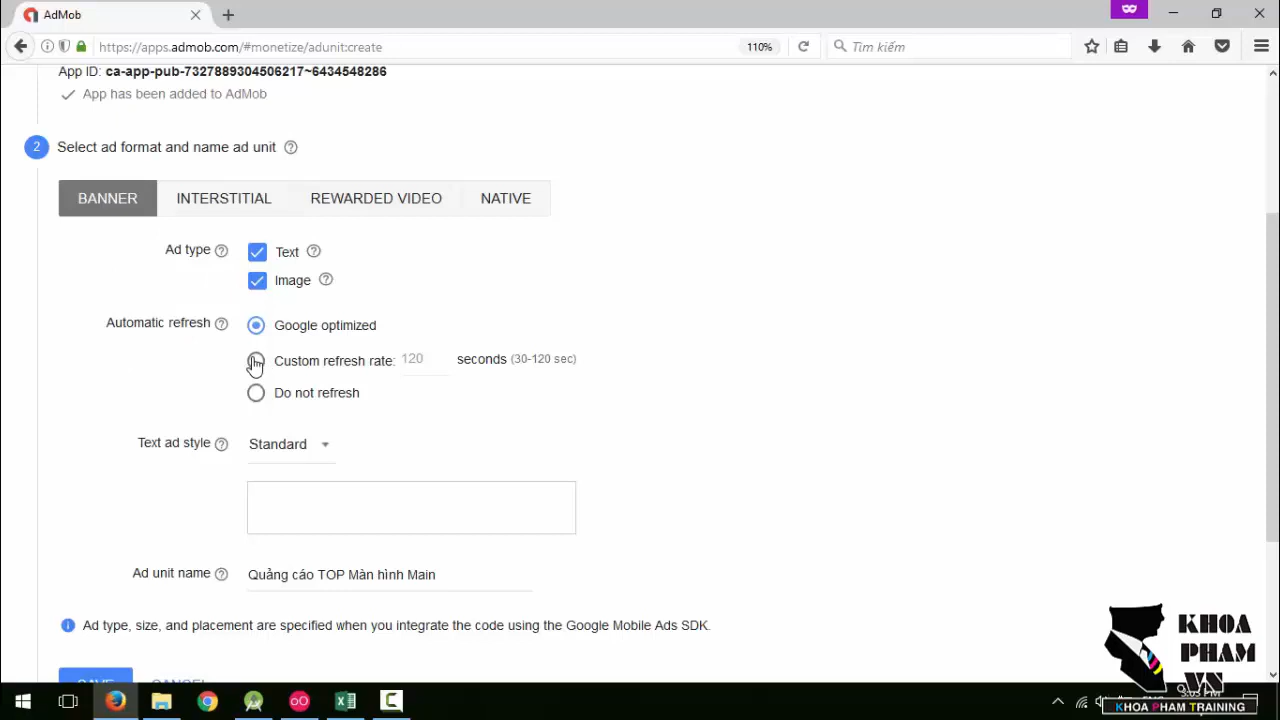 AdMob
https://apps.admob.com/#monetize/adunit:create
110%
Tìm kiếm
App ID: ca-app-pub-7327889304506217~6434548286
App has been added to AdMob
2 Select ad format and name ad unit
BANNER INTERSTITIAL REWARDED VIDEO NATIVE
Ad type
Text
Image
Automatic refresh
Google optimized
Custom refresh rate: 120 seconds (30-120 sec)
Do not refresh
Text ad style Standard
Ad unit name Quảng cáo TOP Màn hình Main
Ad type, size, and placement are specified when you integrate the code using the Google Mobile Ads SDK.
SAVE CANCEL
KHOA
PHAM
.VN
KHOA PHAM TRAINING